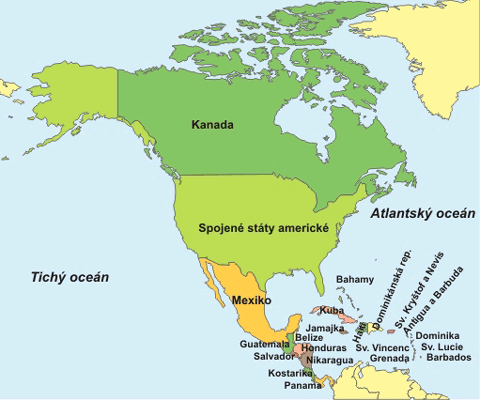 Kanada
Atlantský oceán
Spojené státy americké
Tichý oceán
Mexiko
Bahamy
Kuba
Jamajka
Haiti
Dominikánská rep.
Sv. Kryštof a Nevis
Antigua a Barbuda
Guatemala
Belize
Honduras
Salvador
Nikaragua
Kostarika
Panama
Dominika
Sv. Vincenc
Sv. Lucie
Grenada
Barbados